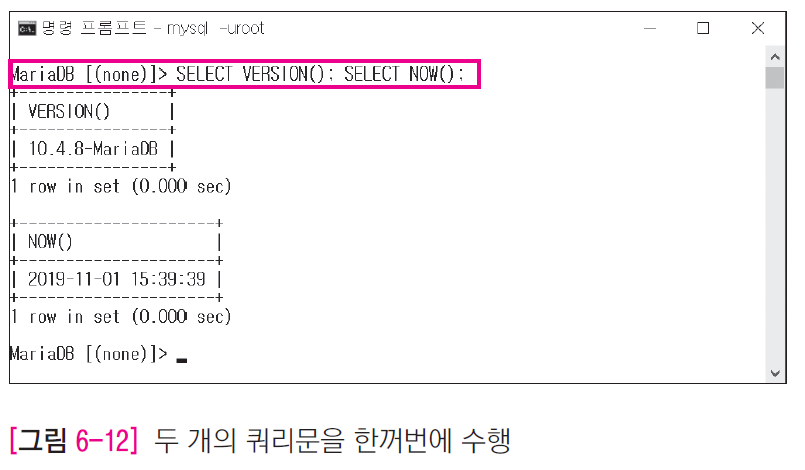 명령 프롬프트 - mysql -uroot
MariaDB [(none)]> SELECT VERSION(); SELECT NOW();
+----------------+
| VERSION()      |
+----------------+
| 10.4.8-MariaDB |
+----------------+
1 row in set (0.000 sec)
+---------------------+
| NOW()               |
+---------------------+
| 2019-11-01 15:39:39 |
+---------------------+
1 row in set (0.000 sec)
MariaDB [(none)]>
[그림 6-12] 두 개의 쿼리문을 한꺼번에 수행